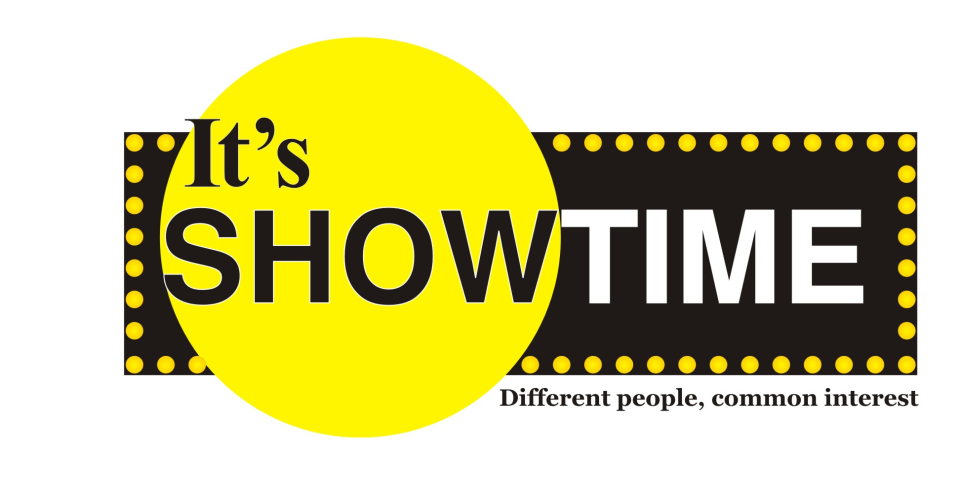 It’s
SHOWTIME
Different people, common interest